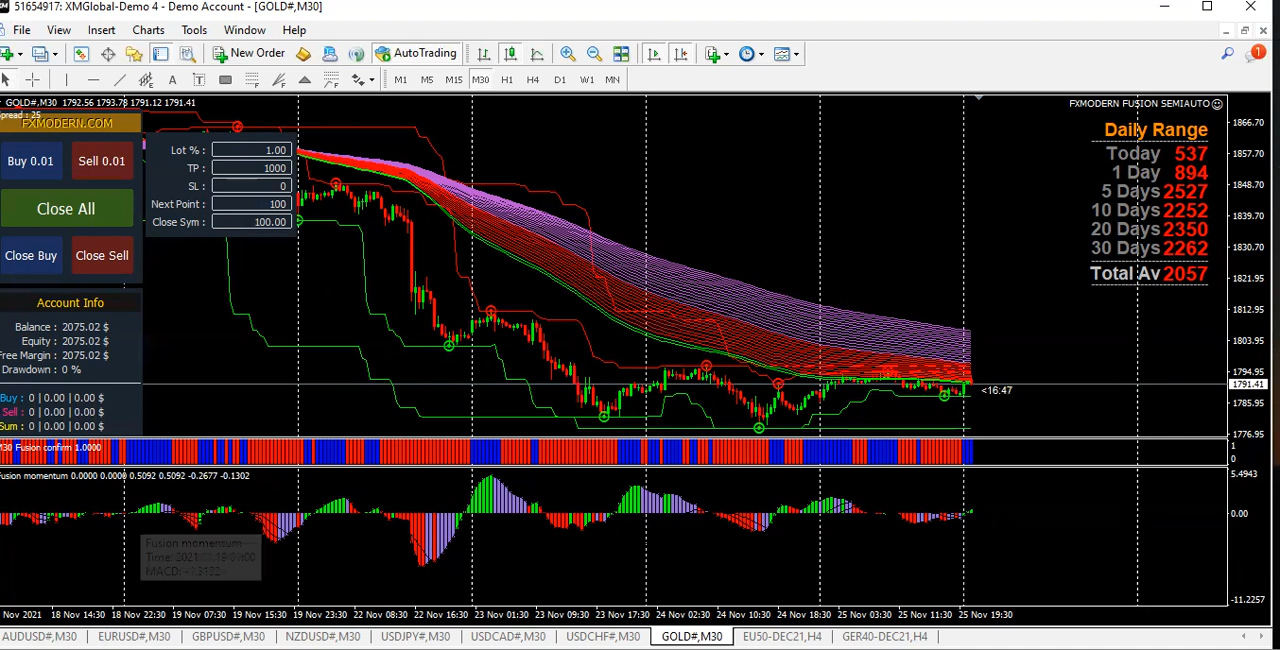 51654917: XMGlobal-Demo 4 - Demo Account - [GOLD#,M30]
File View Insert Charts Tools Window Help
New Order AutoTrading 1
A T M1 M5 M15 M30 H1 H4 D1 W1 MN
GOLD#,M30 1792.56 1793.78 1791.12 1791.41
FXMODERN FUSION SEMIAUTO
Spread : 25
FXMODERN.COM
Buy 0.01 Sell 0.01
Close All
Close Buy Close Sell
Lot % : 1.00
TP : 1000
SL : 0
Next Point : 100
Close Sym : 100.00
Account Info
Balance : 2075.02 $
Equity : 2075.02 $
Free Margin : 2075.02 $
Drawdown : 0 %
Buy : 0 | 0.00 | 0.00 $
Sell : 0 | 0.00 | 0.00 $
Sum : 0 | 0.00 | 0.00 $
Daily Range
Today 537
1 Day 894
5 Days 2527
10 Days 2252
20 Days 2350
30 Days 2262
Total Av 2057
<16:47
1866.70
1857.70
1848.70
1839.70
1830.70
1821.95
1812.95
1803.95
1794.95
1791.41
1785.95
1776.95
M30 Fusion confirm 1.0000
1
0
Fusion momentum 0.0000 0.0000 0.5092 0.5092 -0.2677 -0.1302
5.4943
0.00
-11.2257
Fusion momentum
Time:
MACD:
Nov 2021 18 Nov 14:30 18 Nov 22:30 19 Nov 07:30 19 Nov 15:30 19 Nov 23:30 22 Nov 08:30 22 Nov 16:30 23 Nov 01:30 23 Nov 09:30 23 Nov 17:30 24 Nov 02:30 24 Nov 10:30 24 Nov 18:30 25 Nov 03:30 25 Nov 11:30 25 Nov 19:30
AUDUSD#,M30 EURUSD#,M30 GBPUSD#,M30 NZDUSD#,M30 USDJPY#,M30 USDCAD#,M30 USDCHF#,M30 GOLD#,M30 EU50-DEC21,H4 GER40-DEC21,H4